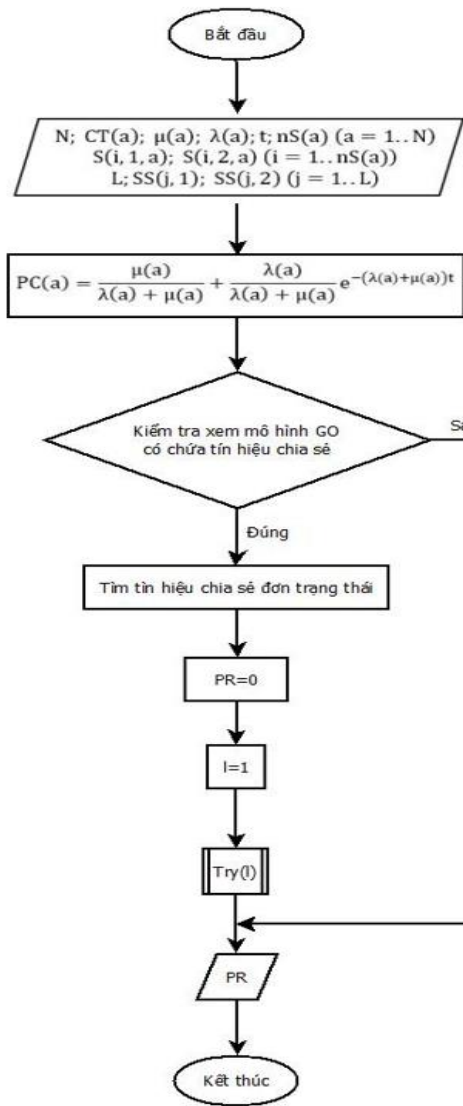 Bắt đầu
N; CT(a); μ(a); λ(a); t; nS(a) (a = 1..N)
S(i, 1, a); S(i, 2, a) (i = 1..nS(a))
L; SS(j, 1); SS(j, 2) (j = 1..L)
PC(a) = μ(a)/(λ(a) + μ(a)) + λ(a)/(λ(a) + μ(a)) e^−(λ(a)+μ(a))t
Kiểm tra xem mô hình GO
có chứa tín hiệu chia sẻ
Đúng
Tìm tín hiệu chia sẻ đơn trạng thái
PR=0
l=1
Try(l)
PR
Kết thúc